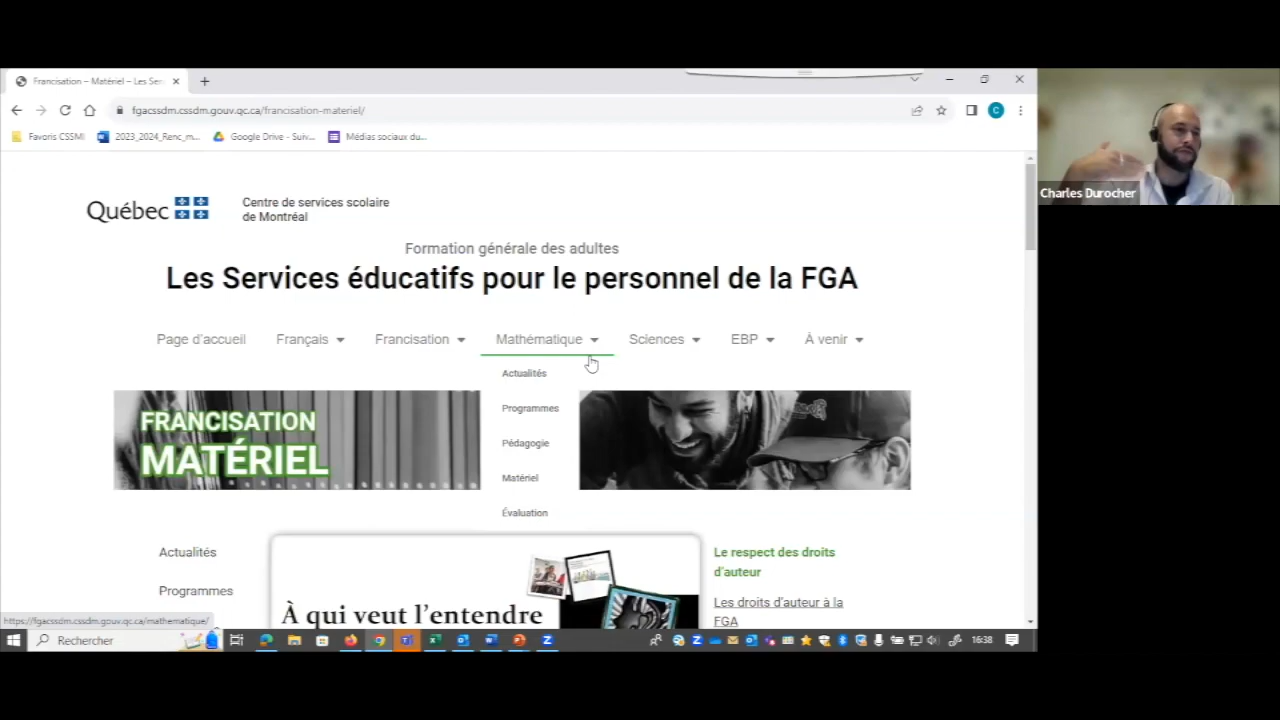 Francisation – Matériel – Les Ser
fgacssdm.cssdm.gouv.qc.ca/francisation-materiel/
C
Favoris CSSMI
2023_2024_Renc_m...
Google Drive - Suiv...
Médias sociaux du...
Charles Durocher
Québec
Centre de services scolaire
de Montréal
Formation générale des adultes
Les Services éducatifs pour le personnel de la FGA
Page d'accueil
Français
Francisation
Mathématique
Sciences
EBP
À venir
Actualités
Programmes
Pédagogie
Matériel
Évaluation
FRANCISATION
MATÉRIEL
Actualités
Programmes
À qui veut l'entendre
Le respect des droits
d'auteur
Les droits d'auteur à la
FGA
https://fgacssdm.cssdm.gouv.qc.ca/mathematique/
Rechercher
16:38